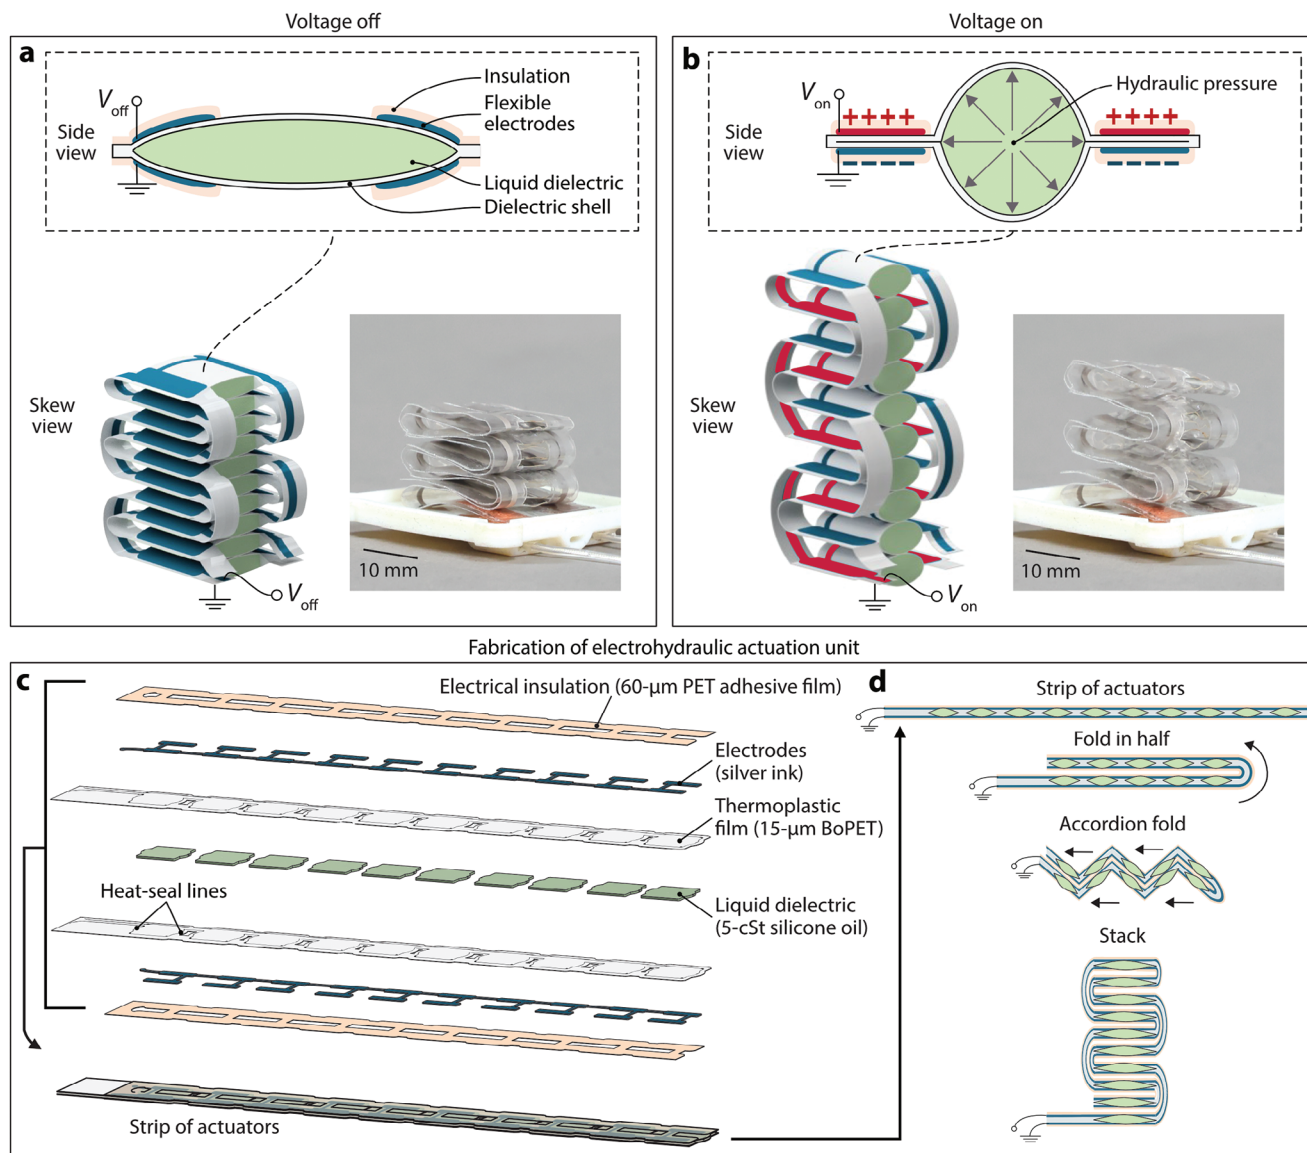 Voltage off
a
Insulation
Flexible
electrodes
V
off
Side
view
Liquid dielectric
Dielectric shell
Skew
view
10 mm
V
off
Voltage on
b
Hydraulic pressure
V
on
++++
Side
view
Skew
view
10 mm
V
on
Fabrication of electrohydraulic actuation unit
c
Electrical insulation (60-μm PET adhesive film)
Electrodes
(silver ink)
Thermoplastic
film (15-μm BoPET)
Heat-seal lines
Liquid dielectric
(5-cSt silicone oil)
Strip of actuators
d
Strip of actuators
Fold in half
Accordion fold
Stack